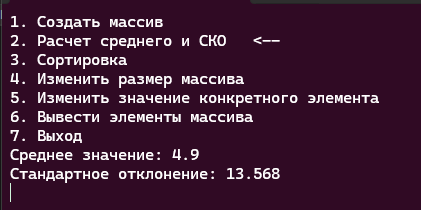 1. Создать массив
2. Расчет среднего и СКО   <--
3. Сортировка
4. Изменить размер массива
5. Изменить значение конкретного элемента
6. Вывести элементы массива
7. Выход
Среднее значение: 4.9
Стандартное отклонение: 13.568